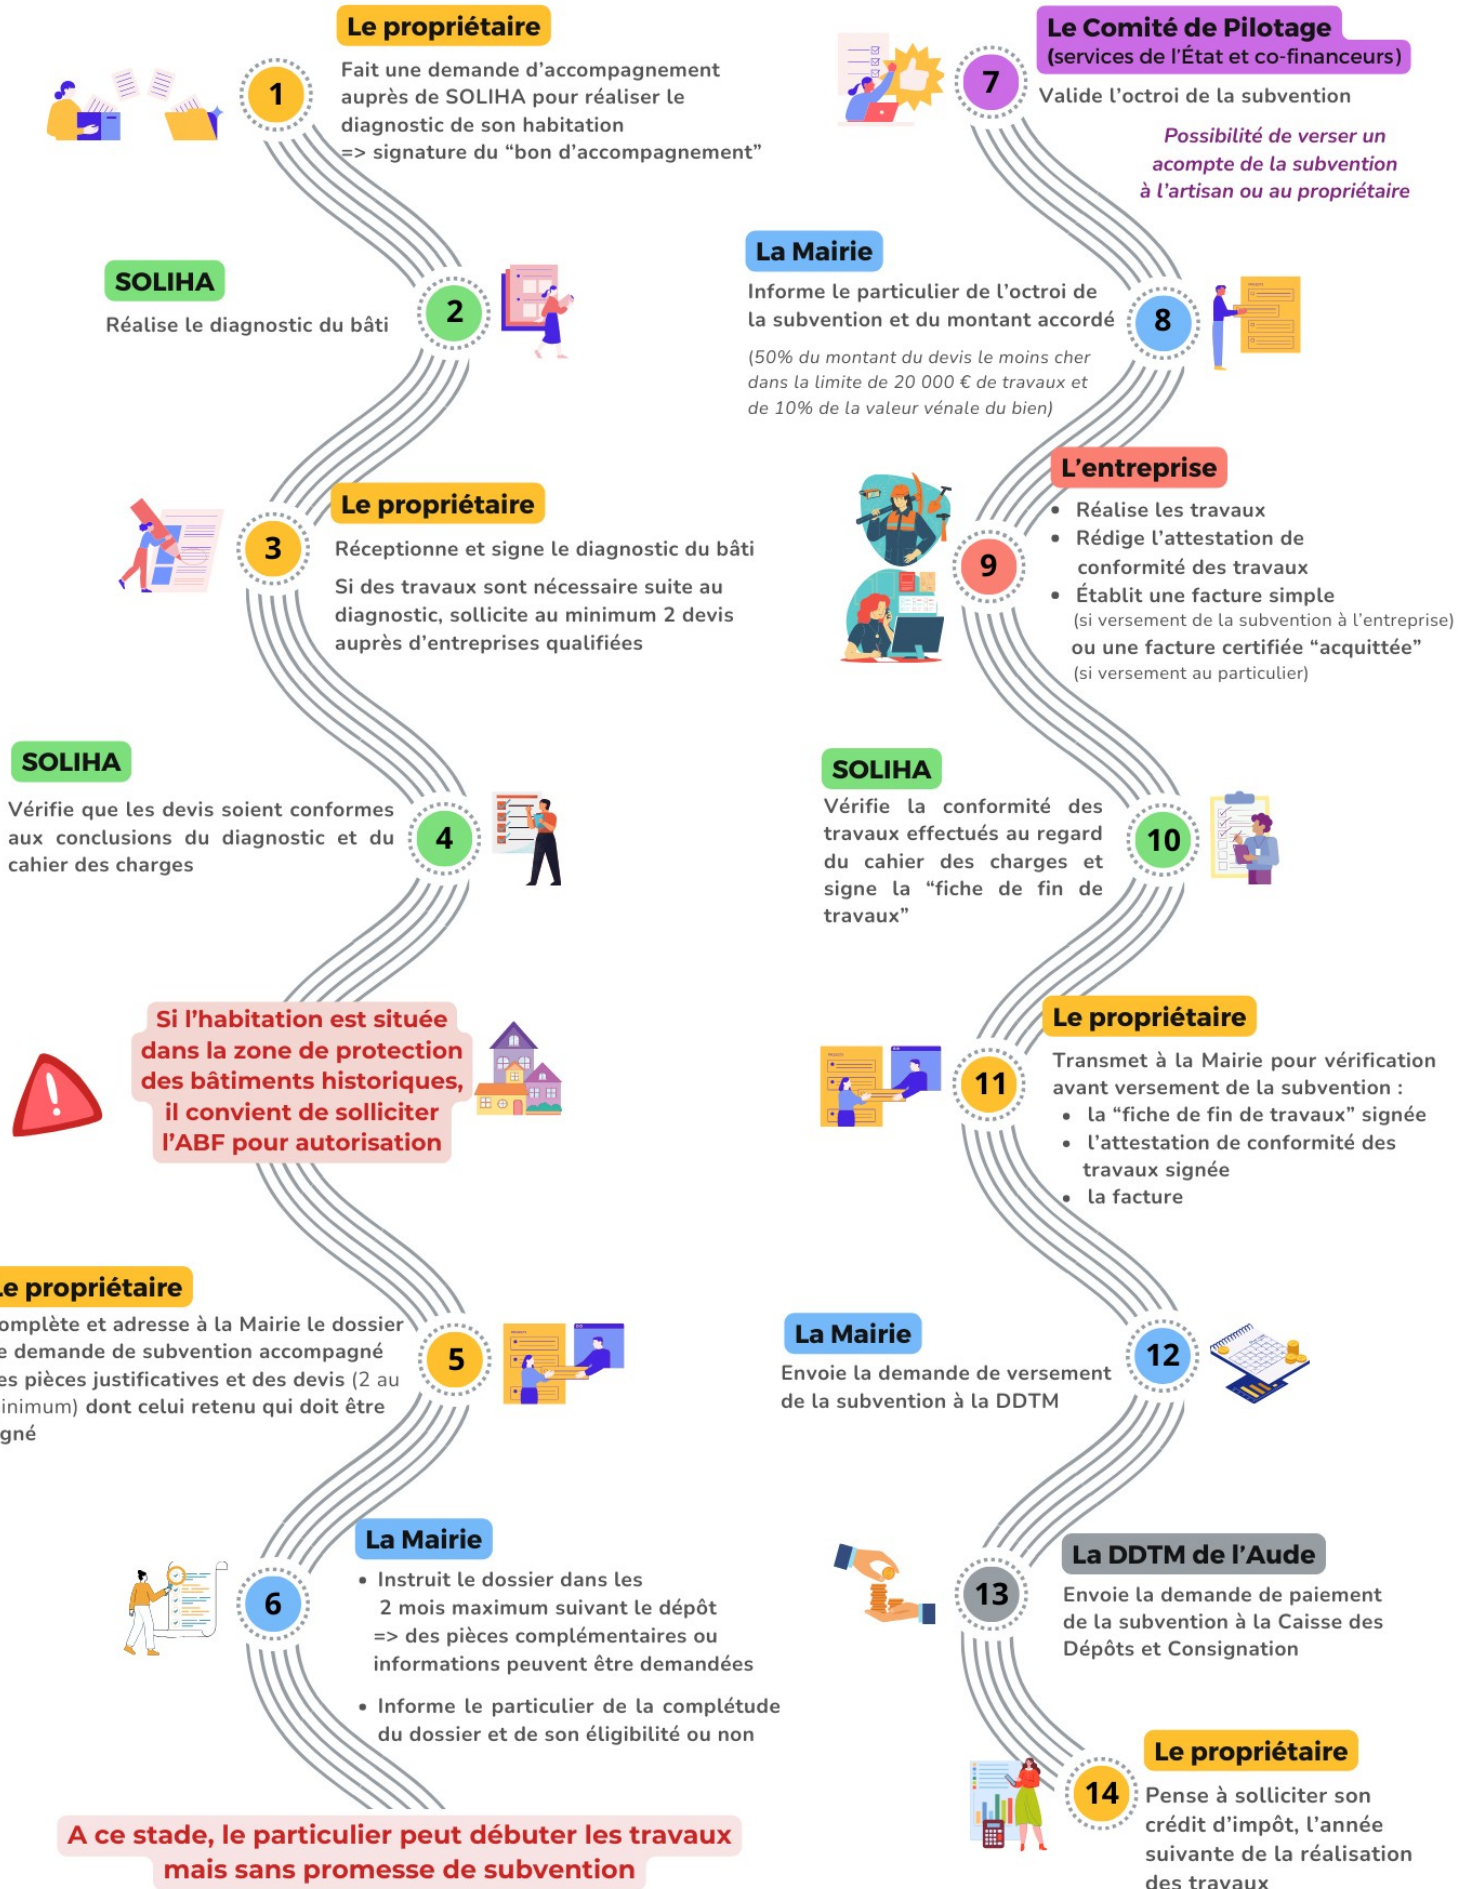 Le propriétaire
1
Fait une demande d’accompagnement
auprès de SOLIHA pour réaliser le
diagnostic de son habitation
=> signature du “bon d’accompagnement”
SOLIHA
2
Réalise le diagnostic du bâti
Le propriétaire
3
Réceptionne et signe le diagnostic du bâti
Si des travaux sont nécessaire suite au
diagnostic, sollicite au minimum 2 devis
auprès d’entreprises qualifiées
SOLIHA
4
Vérifie que les devis soient conformes
aux conclusions du diagnostic et du
cahier des charges
Si l’habitation est située
dans la zone de protection
des bâtiments historiques,
il convient de solliciter
l’ABF pour autorisation
Le propriétaire
5
omplète et adresse à la Mairie le dossier
e demande de subvention accompagné
es pièces justificatives et des devis (2 au
inimum) dont celui retenu qui doit être
gné
La Mairie
6
• Instruit le dossier dans les
2 mois maximum suivant le dépôt
=> des pièces complémentaires ou
informations peuvent être demandées
• Informe le particulier de la complétude
du dossier et de son éligibilité ou non
A ce stade, le particulier peut débuter les travaux
mais sans promesse de subvention
Le Comité de Pilotage
(services de l’État et co-financeurs)
7
Valide l’octroi de la subvention
Possibilité de verser un
acompte de la subvention
à l’artisan ou au propriétaire
La Mairie
8
Informe le particulier de l’octroi de
la subvention et du montant accordé
(50% du montant du devis le moins cher
dans la limite de 20 000 € de travaux et
de 10% de la valeur vénale du bien)
L’entreprise
9
• Réalise les travaux
• Rédige l’attestation de
conformité des travaux
• Établit une facture simple
(si versement de la subvention à l’entreprise)
ou une facture certifiée “acquittée”
(si versement au particulier)
SOLIHA
10
Vérifie la conformité des
travaux effectués au regard
du cahier des charges et
signe la “fiche de fin de
travaux”
Le propriétaire
11
Transmet à la Mairie pour vérification
avant versement de la subvention :
• la “fiche de fin de travaux” signée
• l’attestation de conformité des
travaux signée
• la facture
La Mairie
12
Envoie la demande de versement
de la subvention à la DDTM
La DDTM de l’Aude
13
Envoie la demande de paiement
de la subvention à la Caisse des
Dépôts et Consignation
Le propriétaire
14
Pense à solliciter son
crédit d’impôt, l’année
suivante de la réalisation
des travaux